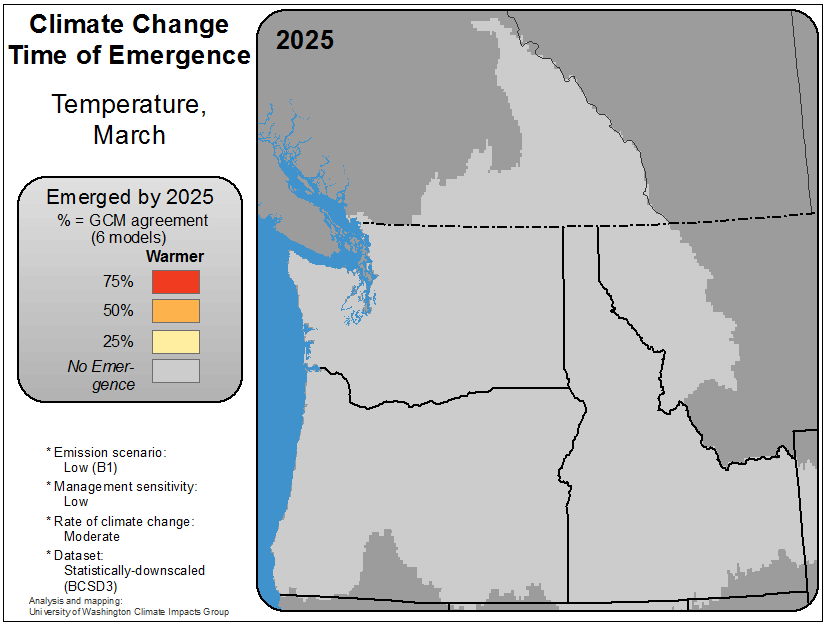 Climate Change
Time of Emergence
Temperature,
March
2025
Emerged by 2025
% = GCM agreement
(6 models)
Warmer
75%
50%
25%
No Emer-
gence
* Emission scenario:
Low (B1)
* Management sensitivity:
Low
* Rate of climate change:
Moderate
* Dataset:
Statistically-downscaled
(BCSD3)
Analysis and mapping:
University of Washington Climate Impacts Group